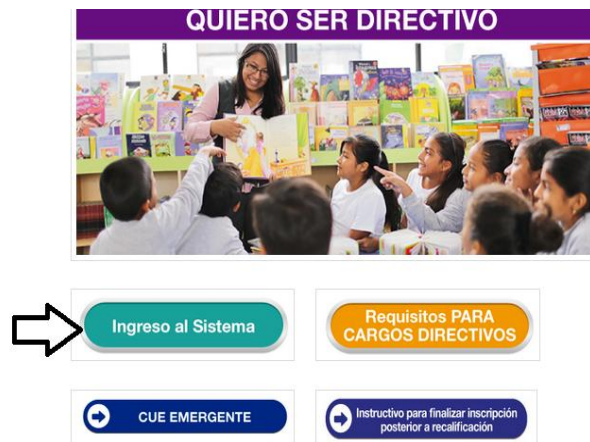 QUIERO SER DIRECTIVO
Ingreso al Sistema
Requisitos PARA
CARGOS DIRECTIVOS
CUE EMERGENTE
Instructivo para finalizar inscripción
posterior a recalificación